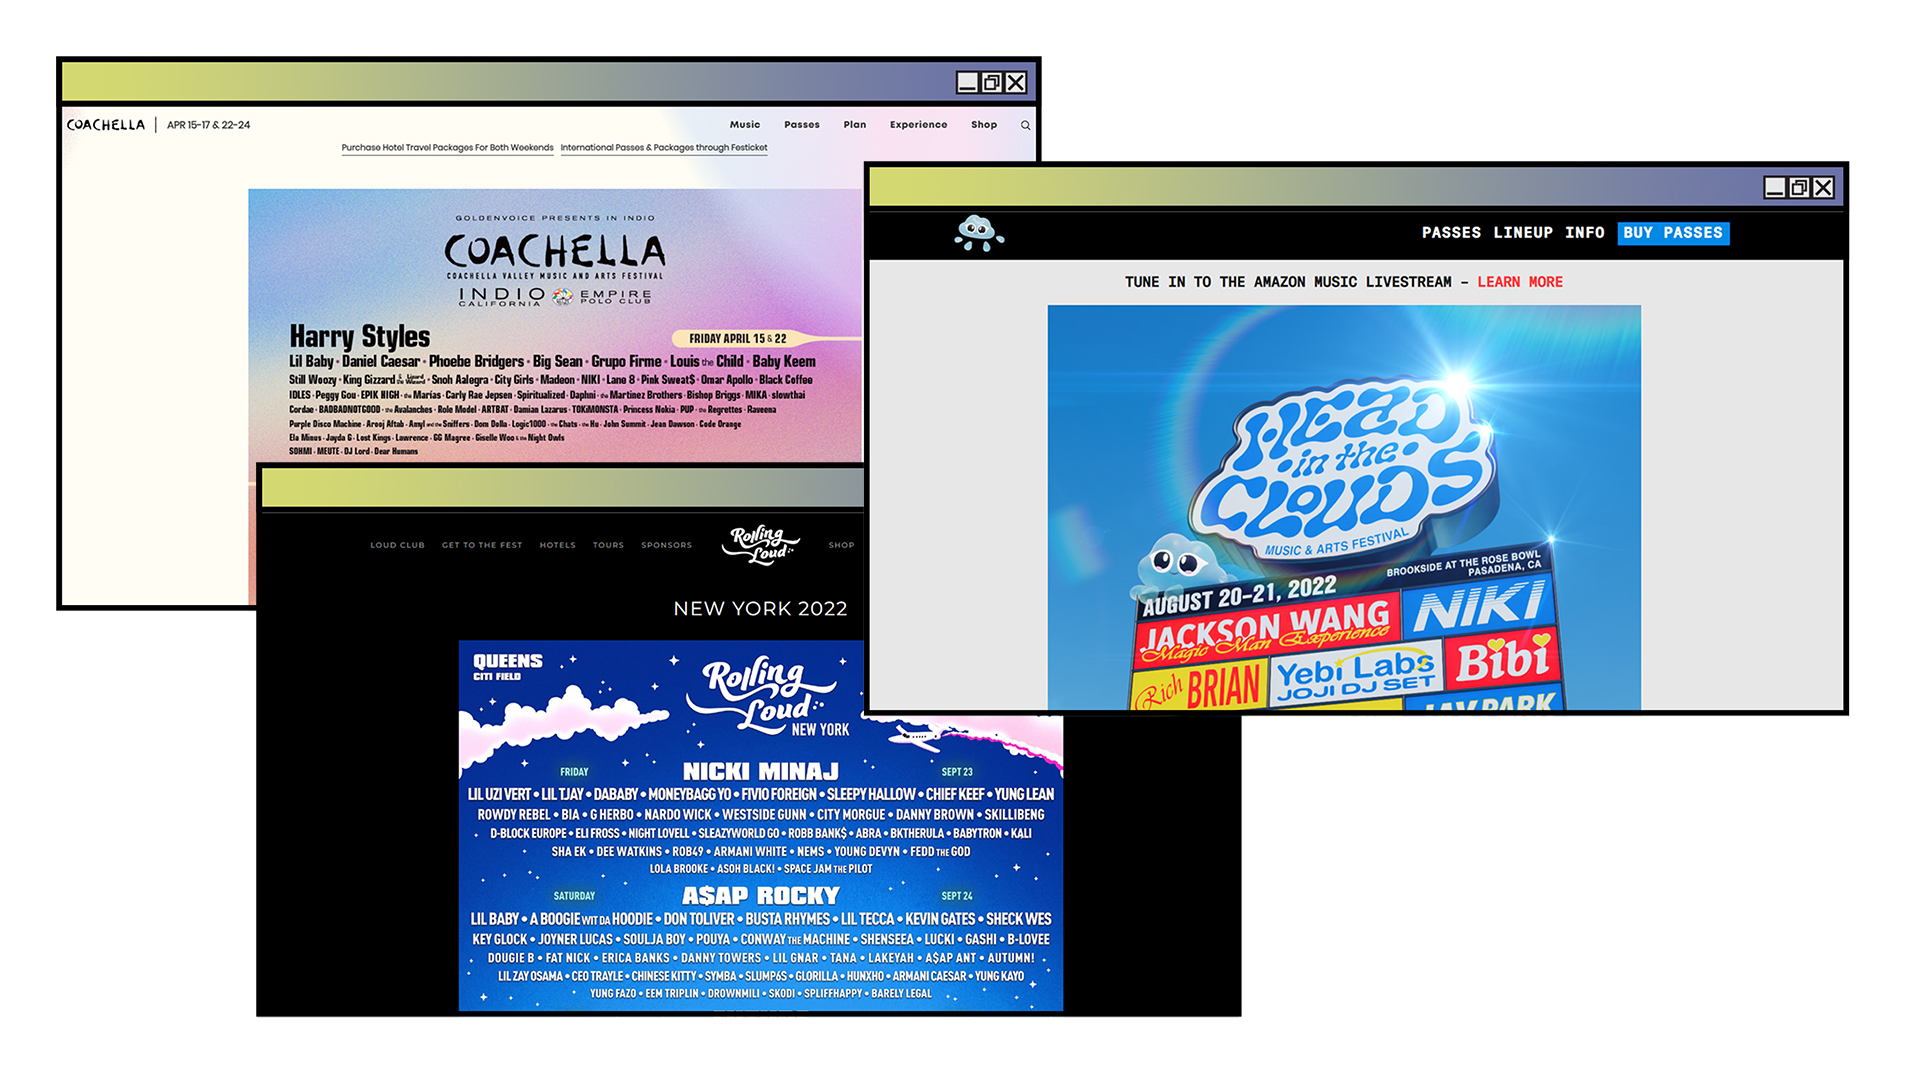 COACHELLA | APR 15-17 & 22-24
Music Passes Plan Experience Shop
Purchase Hotel Travel Packages For Both Weekends International Passes & Packages through Festicket
GOLDENVOICE PRESENTS IN INDIO
COACHELLA
COACHELLA VALLEY MUSIC AND ARTS FESTIVAL
INDIO CALIFORNIA EMPIRE POLO CLUB
Harry Styles
FRIDAY APRIL 15 & 22
Lil Baby • Daniel Caesar • Phoebe Bridgers • Big Sean • Grupo Firme • Louis the Child • Baby Keem
Still Woozy • King Gizzard & the Lizard Wizard • Snoh Aalegra • City Girls • Madeon • NIKI • Lane 8 • Pink Sweat$ • Omar Apollo • Black Coffee
IDLES • Peggy Gou • EPIK HIGH • the Marías • Carly Rae Jepsen • Spiritualized • Daphni • the Martinez Brothers • Bishop Briggs • MIKA • slowthai
Cordae • BADBADNOTGOOD • the Avalanches • Role Model • ARTBAT • Damian Lazarus • TOKiMONSTA • Princess Nokia • PUP • the Regrettes • Raveena
Purple Disco Machine • Arooj Aftab • Amyl and the Sniffers • Dom Dolla • Logic1000 • the Chats • the Hu • John Summit • Jean Dawson • Code Orange
Ela Minus • Jayda G • Lost Kings • Lawrence • GG Magree • Giselle Woo & the Night Owls
SOHMI • MEUTE • DJ Lord • Dear Humans
PASSES LINEUP INFO BUY PASSES
TUNE IN TO THE AMAZON MUSIC LIVESTREAM – LEARN MORE
HEAD
in the
CLOUDS
MUSIC & ARTS FESTIVAL
BROOKSIDE AT THE ROSE BOWL
PASADENA, CA
AUGUST 20-21, 2022
JACKSON WANG
Magic Man Experience
NIKI
Rich BRIAN
Yebi Labs
JOJI DJ SET
BiBi
JAY PARK
LOUD CLUB GET TO THE FEST HOTELS TOURS SPONSORS Rolling Loud SHOP
NEW YORK 2022
QUEENS
CITI FIELD
Rolling
Loud
NEW YORK
FRIDAY NICKI MINAJ SEPT 23
LIL UZI VERT • LIL TJAY • DABABY • MONEYBAGG YO • FIVIO FOREIGN • SLEEPY HALLOW • CHIEF KEEF • YUNG LEAN
ROWDY REBEL • BIA • G HERBO • NARDO WICK • WESTSIDE GUNN • CITY MORGUE • DANNY BROWN • SKILLIBENG
D-BLOCK EUROPE • ELI FROSS • NIGHT LOVELL • SLEAZYWORLD GO • ROBB BANK$ • ABRA • BKTHERULA • BABYTRON • KALI
SHA EK • DEE WATKINS • ROB49 • ARMANI WHITE • NEMS • YOUNG DEVYN • FEDD THE GOD
LOLA BROOKE • ASOH BLACK! • SPACE JAM THE PILOT
SATURDAY A$AP ROCKY SEPT 24
LIL BABY • A BOOGIE WIT DA HOODIE • DON TOLIVER • BUSTA RHYMES • LIL TECCA • KEVIN GATES • SHECK WES
KEY GLOCK • JOYNER LUCAS • SOULJA BOY • POUYA • CONWAY THE MACHINE • SHENSEEA • LUCKI • GASHI • B-LOVEE
DOUGIE B • FAT NICK • ERICA BANKS • DANNY TOWERS • LIL GNAR • TANA • LAKEYAH • A$AP ANT • AUTUMN!
LIL ZAY OSAMA • CEO TRAYLE • CHINESE KITTY • SYMBA • SLUMP6S • GLORILLA • HUNXHO • ARMANI CAESAR • YUNG KAYO
YUNG FAZO • EEM TRIPLIN • DROWNMILI • SKODI • SPLIFFHAPPY • BARELY LEGAL